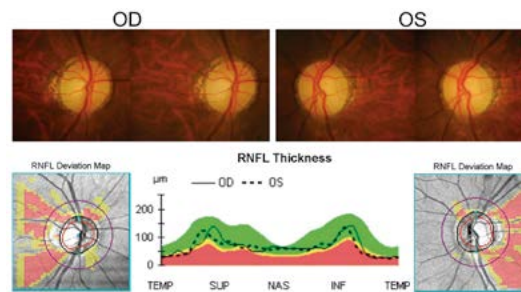 OD
OS
RNFL Deviation Map
RNFL Thickness
RNFL Deviation Map
µm
OD
OS
200
100
0
TEMP
SUP
NAS
INF
TEMP